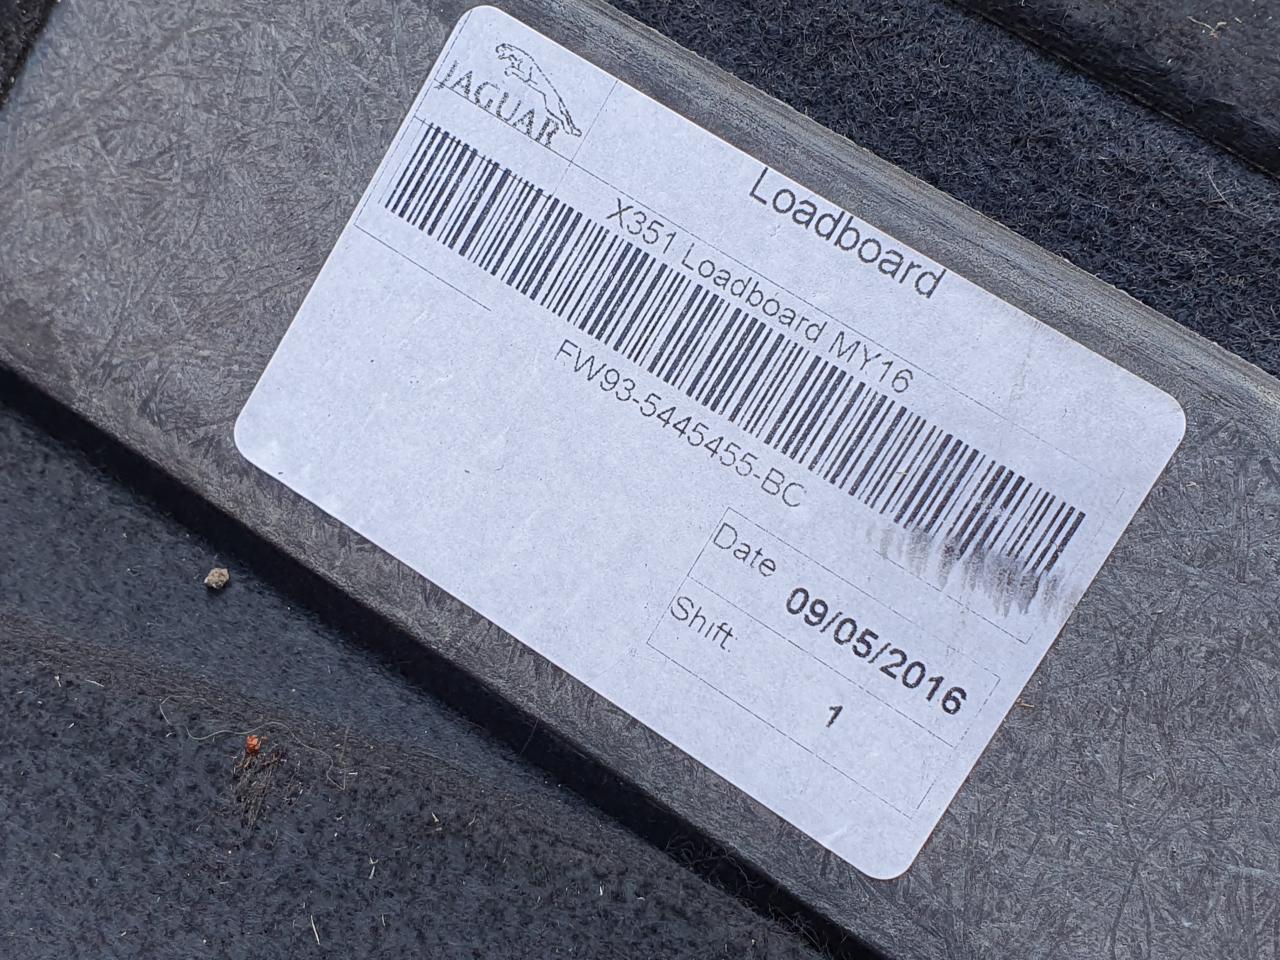 JAGUAR
Loadboard
X351 Loadboard MY16
FW93-5445455-BC
Date 09/05/2016
Shift 1